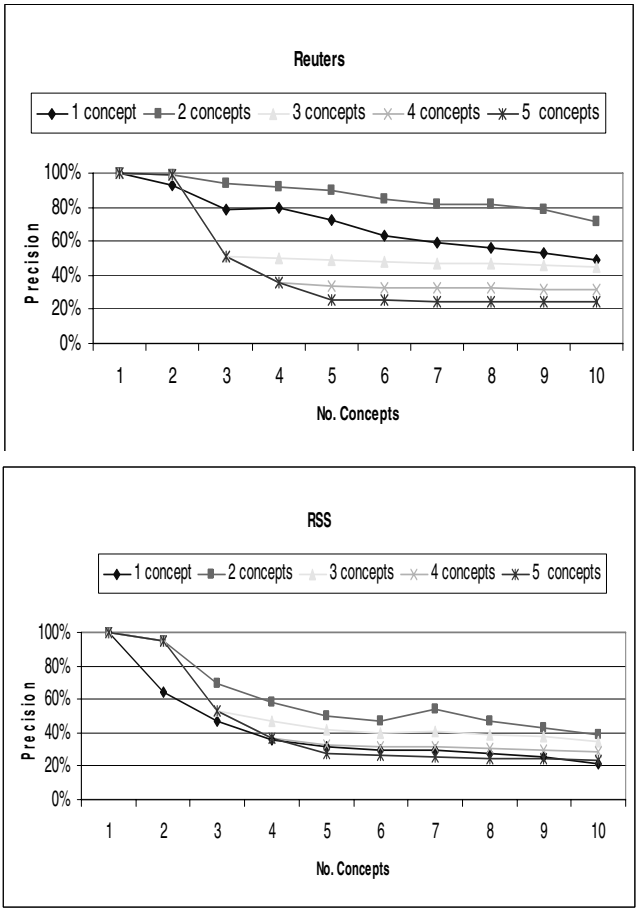 Reuters
1 concept 2 concepts 3 concepts 4 concepts 5 concepts
100%
80%
60%
40%
20%
0%
Precision
1 2 3 4 5 6 7 8 9 10
No. Concepts
RSS
1 concept 2 concepts 3 concepts 4 concepts 5 concepts
100%
80%
60%
40%
20%
0%
Precision
1 2 3 4 5 6 7 8 9 10
No. Concepts